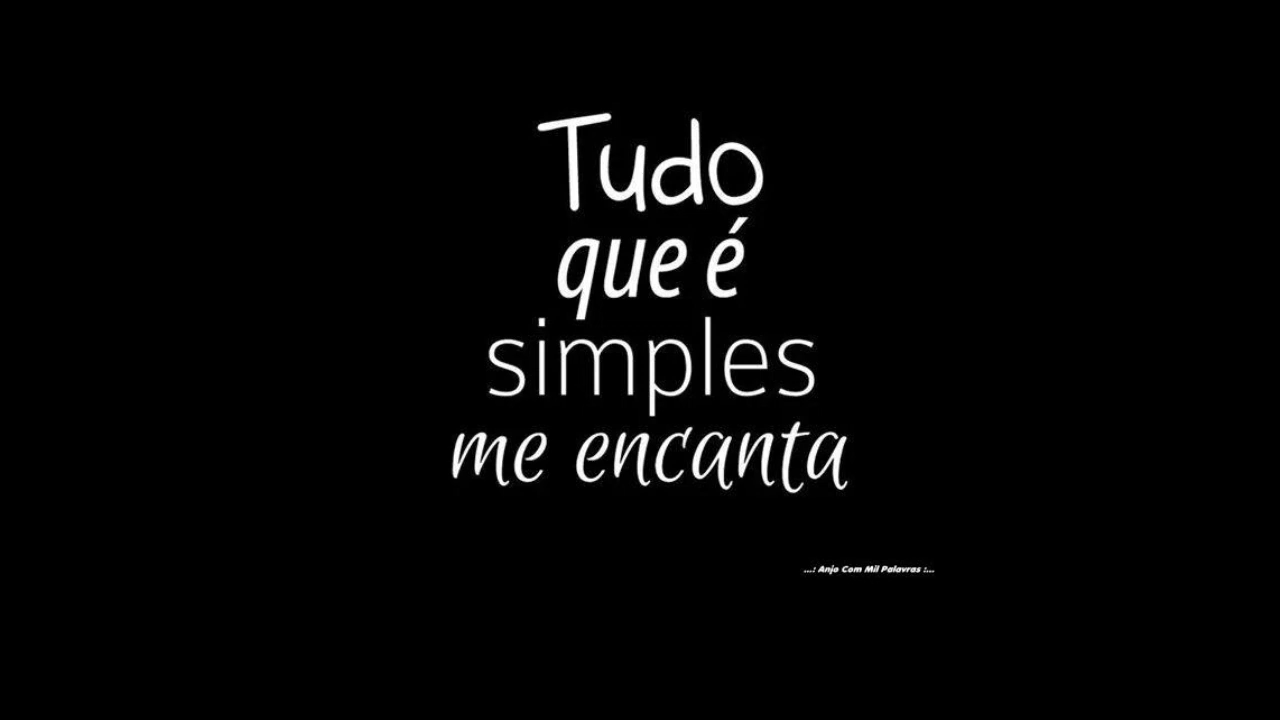 Tudo
que é
simples
me encanta
...: Anjo Com Mil Palavras :...